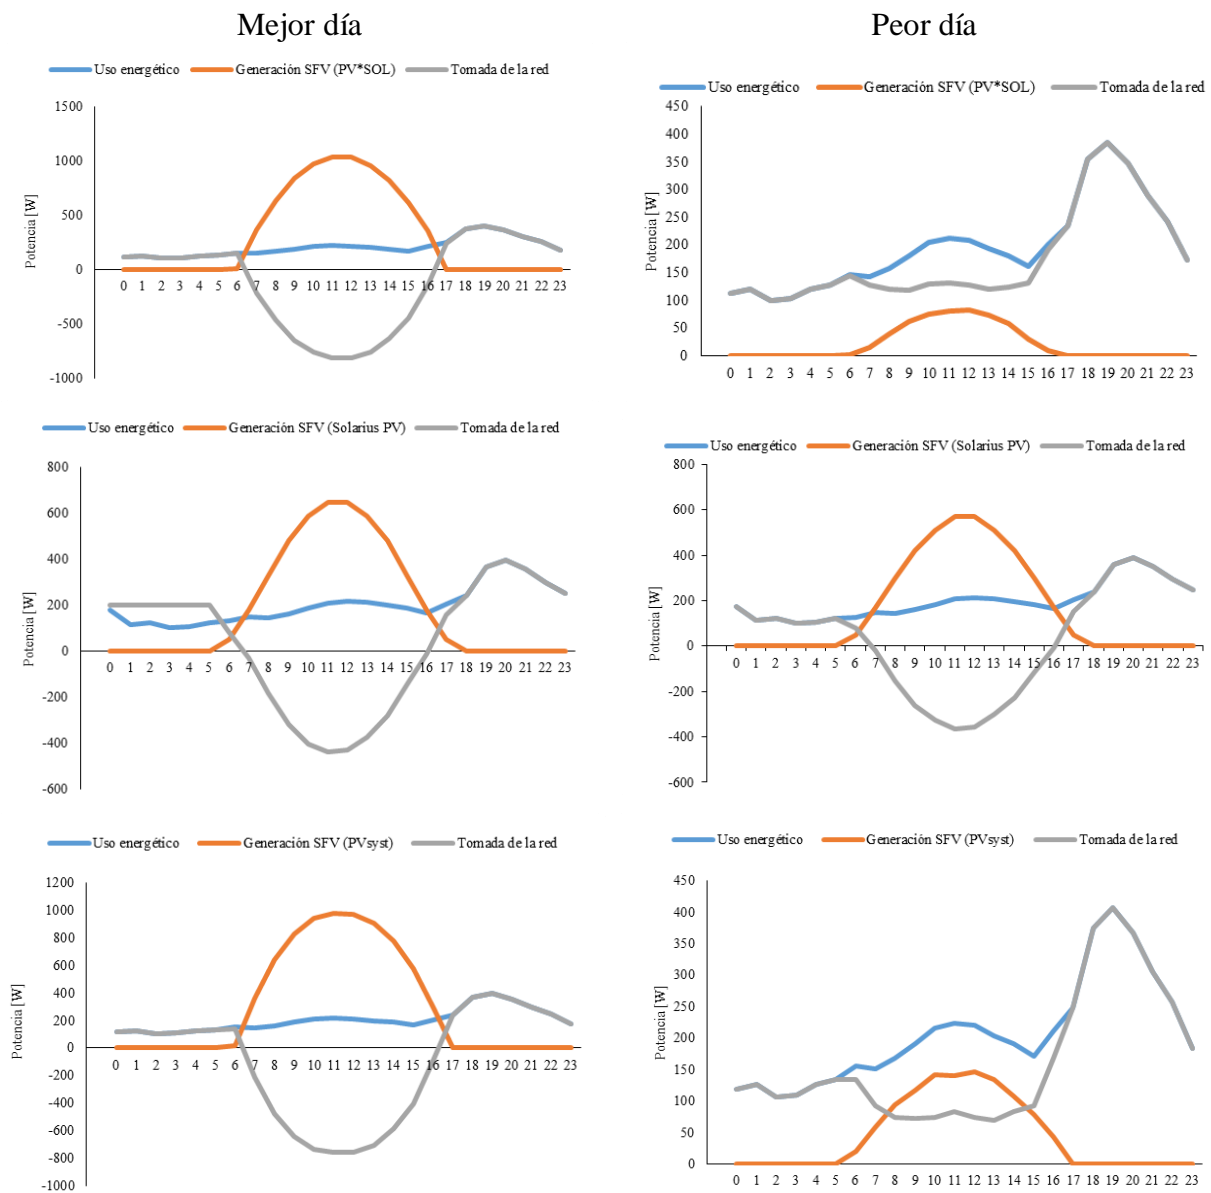 Mejor día
Peor día
Uso energético Generación SFV (PV*SOL) Tomada de la red
1500
1000
500
0
-500
-1000
Potencia [W]
0 1 2 3 4 5 6 7 8 9 10 11 12 13 14 15 16 17 18 19 20 21 22 23
Uso energético Generación SFV (PV*SOL) Tomada de la red
450
400
350
300
250
200
150
100
50
0
Potencia [W]
0 1 2 3 4 5 6 7 8 9 10 11 12 13 14 15 16 17 18 19 20 21 22 23
Uso energético Generación SFV (Solarius PV) Tomada de la red
800
600
400
200
0
-200
-400
-600
Potencia [W]
0 1 2 3 4 5 6 7 8 9 10 11 12 13 14 15 16 17 18 19 20 21 22 23
Uso energético Generación SFV (Solarius PV) Tomada de la red
800
600
400
200
0
-200
-400
-600
Potencia [W]
0 1 2 3 4 5 6 7 8 9 10 11 12 13 14 15 16 17 18 19 20 21 22 23
Uso energético Generación SFV (PVsyst) Tomada de la red
1200
1000
800
600
400
200
0
-200
-400
-600
-800
-1000
Potencia [W]
0 1 2 3 4 5 6 7 8 9 10 11 12 13 14 15 16 17 18 19 20 21 22 23
Uso energético Generación SFV (PVsyst) Tomada de la red
450
400
350
300
250
200
150
100
50
0
Potencia [W]
0 1 2 3 4 5 6 7 8 9 10 11 12 13 14 15 16 17 18 19 20 21 22 23